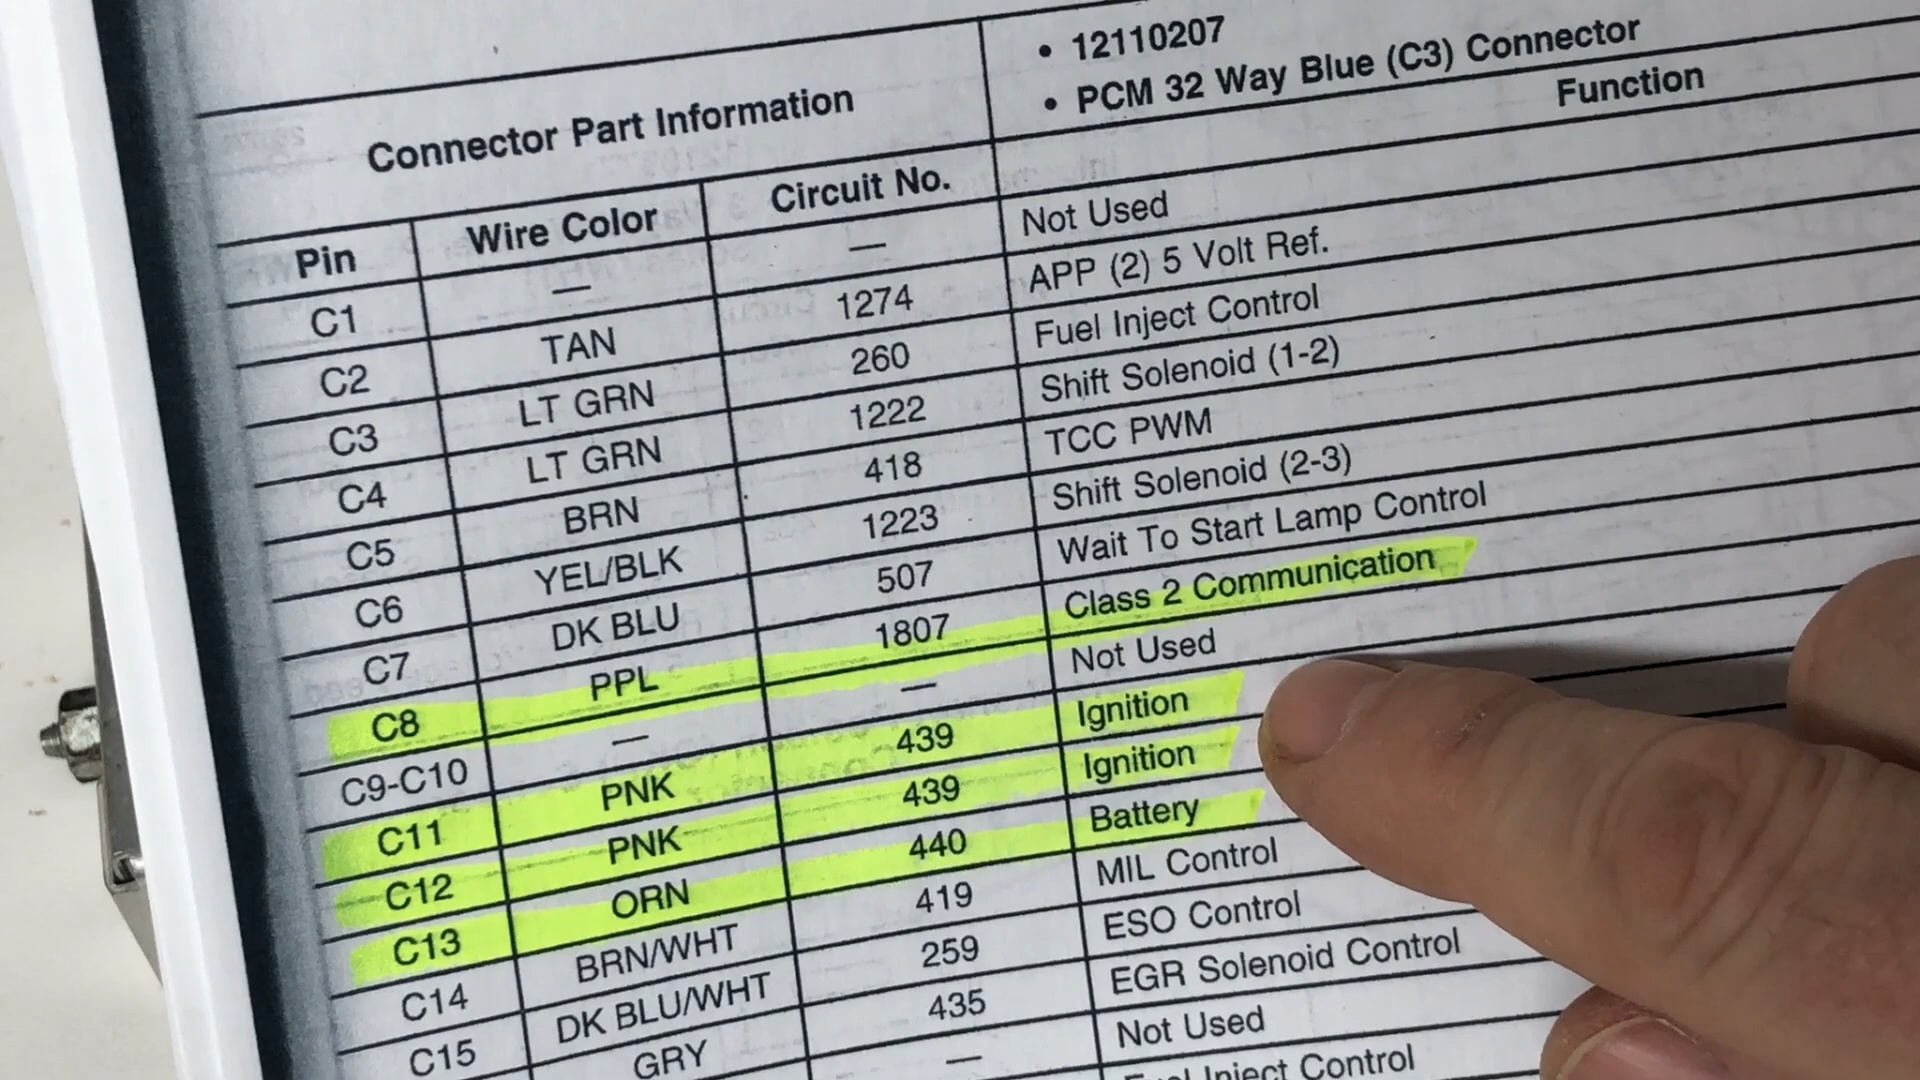 • 12110207
Connector Part Information • PCM 32 Way Blue (C3) Connector
Pin Wire Color Circuit No. Function
C1 — — Not Used
C2 TAN 1274 APP (2) 5 Volt Ref.
C3 LT GRN 260 Fuel Inject Control
C4 LT GRN 1222 Shift Solenoid (1-2)
C5 BRN 418 TCC PWM
C6 YEL/BLK 1223 Shift Solenoid (2-3)
C7 DK BLU 507 Wait To Start Lamp Control
C8 PPL 1807 Class 2 Communication
C9-C10 — — Not Used
C11 PNK 439 Ignition
C12 PNK 439 Ignition
C13 ORN 440 Battery
C14 BRN/WHT 419 MIL Control
C15 DK BLU/WHT 259 ESO Control
GRY 435 EGR Solenoid Control
— Not Used
Inject Control